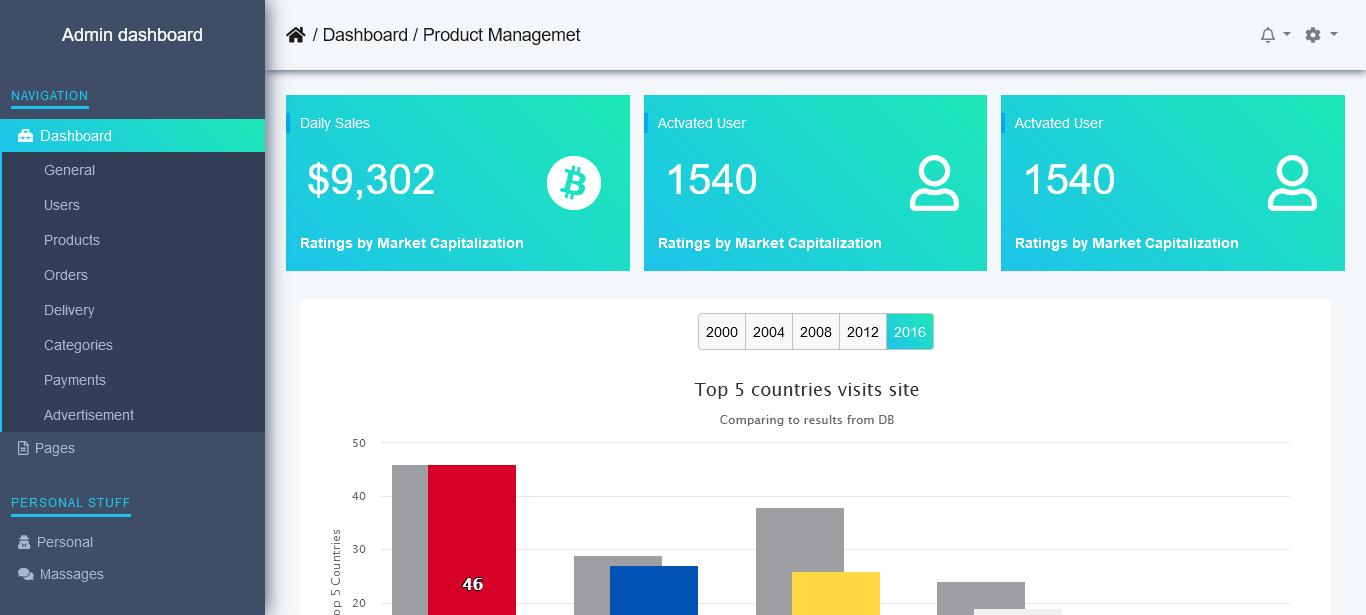 Admin dashboard
/ Dashboard / Product Managemet
NAVIGATION
Dashboard
General
Users
Products
Orders
Delivery
Categories
Payments
Advertisement
Pages
PERSONAL STUFF
Personal
Massages
Daily Sales
$9,302
Ratings by Market Capitalization
Actvated User
1540
Ratings by Market Capitalization
Actvated User
1540
Ratings by Market Capitalization
2000 2004 2008 2012 2016
Top 5 countries visits site
Comparing to results from DB
50
40
30
20
5 Countries
46